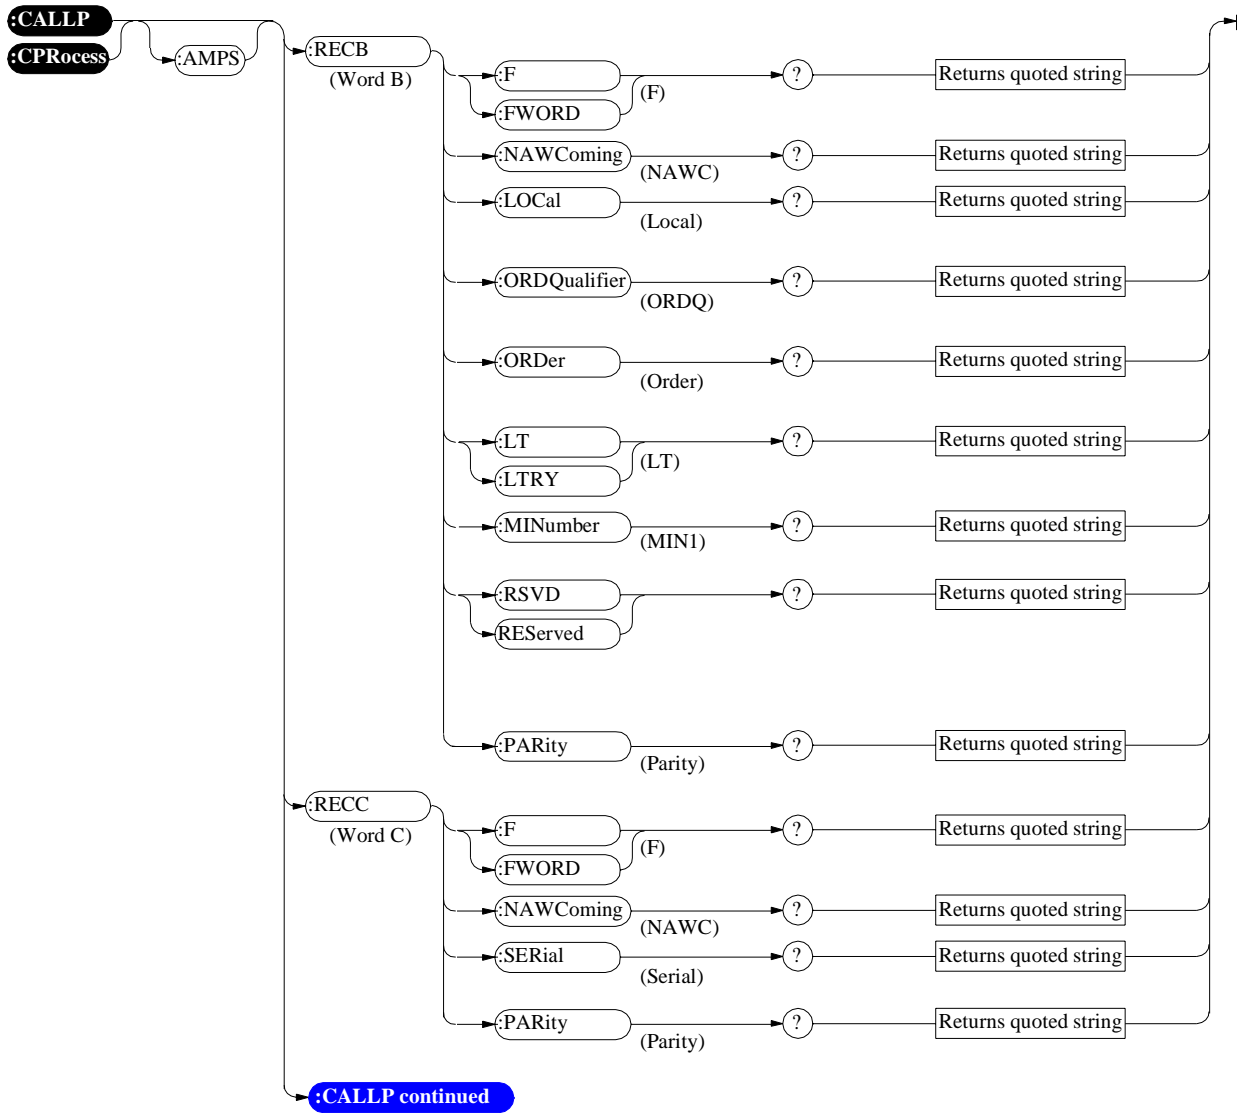 :CALLP
:CPRocess
:AMPS
:RECB
(Word B)
:F
:FWORD
(F)
?
Returns quoted string
:NAWComing
(NAWC)
?
Returns quoted string
:LOCal
(Local)
?
Returns quoted string
:ORDQualifier
(ORDQ)
?
Returns quoted string
:ORDer
(Order)
?
Returns quoted string
:LT
:LTRY
(LT)
?
Returns quoted string
:MINumber
(MIN1)
?
Returns quoted string
:RSVD
REServed
?
Returns quoted string
:PARity
(Parity)
?
Returns quoted string
:RECC
(Word C)
:F
:FWORD
(F)
?
Returns quoted string
:NAWComing
(NAWC)
?
Returns quoted string
:SERial
(Serial)
?
Returns quoted string
:PARity
(Parity)
?
Returns quoted string
:CALLP continued